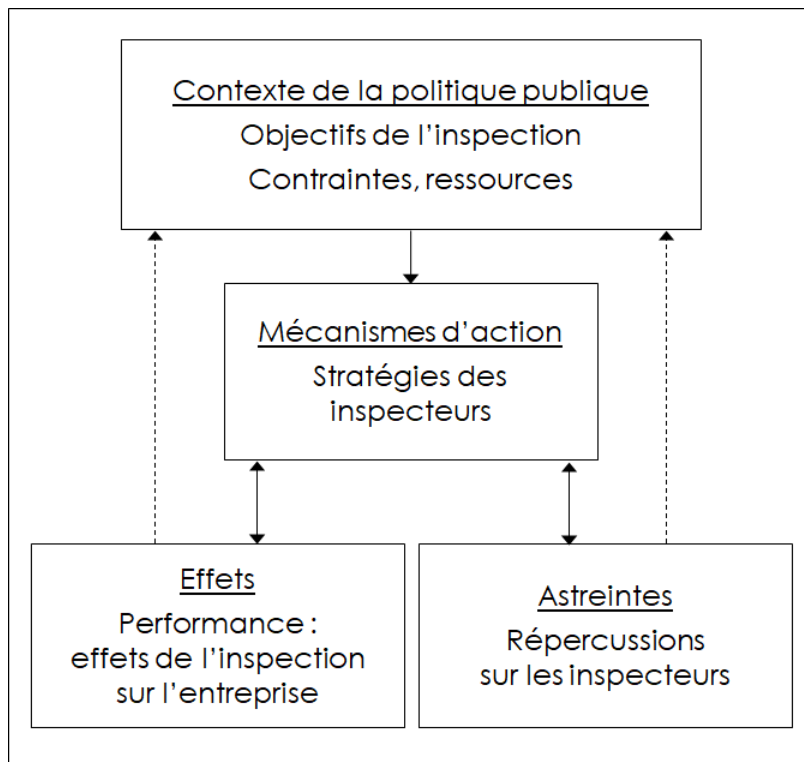 Contexte de la politique publique
Objectifs de l’inspection
Contraintes, ressources
Mécanismes d’action
Stratégies des
inspecteurs
Effets
Performance :
effets de l’inspection
sur l’entreprise
Astreintes
Répercussions
sur les inspecteurs